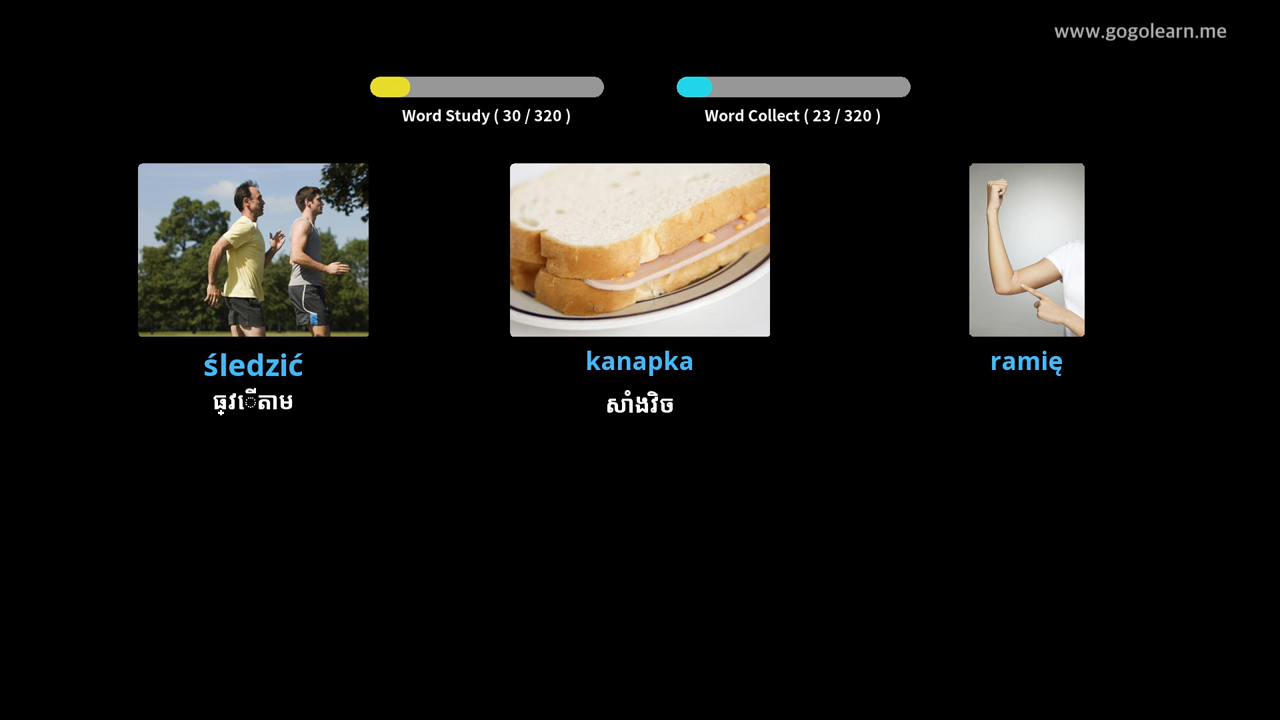 www.gogolearn.me
Word Study ( 30 / 320 )
Word Collect ( 23 / 320 )
śledzić
kanapka
ramię
ធ្វើតាម
សាំងវិច